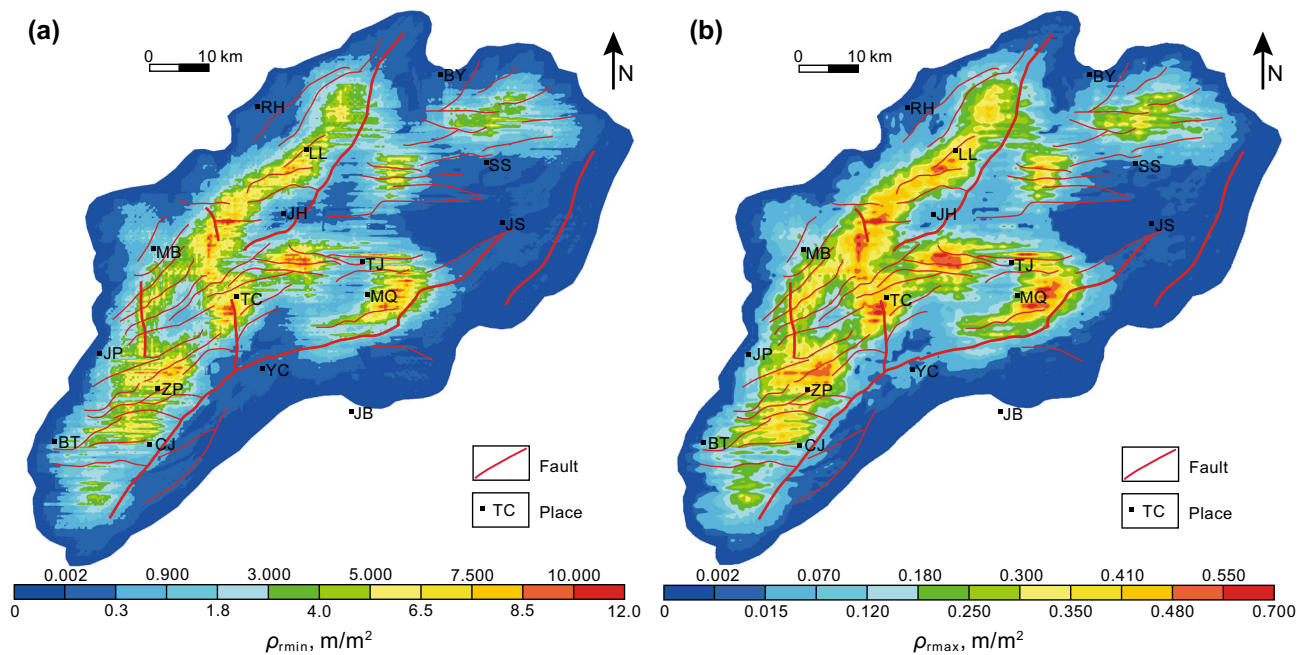 (a)
0 10 km
N
BY
RH
LL
SS
JH
JS
MB
TJ
MQ
TC
JP
YC
ZP
JB
BT
CJ
Fault
TC Place
0.002 0.900 3.000 5.000 7.500 10.000
0 0.3 1.8 4.0 6.5 8.5 12.0
ρrmin, m/m²
(b)
0 10 km
N
BY
RH
LL
SS
JH
JS
MB
TJ
MQ
TC
JP
YC
ZP
JB
BT
CJ
Fault
TC Place
0.002 0.070 0.180 0.300 0.410 0.550
0 0.015 0.120 0.250 0.350 0.480 0.700
ρrmax, m/m²